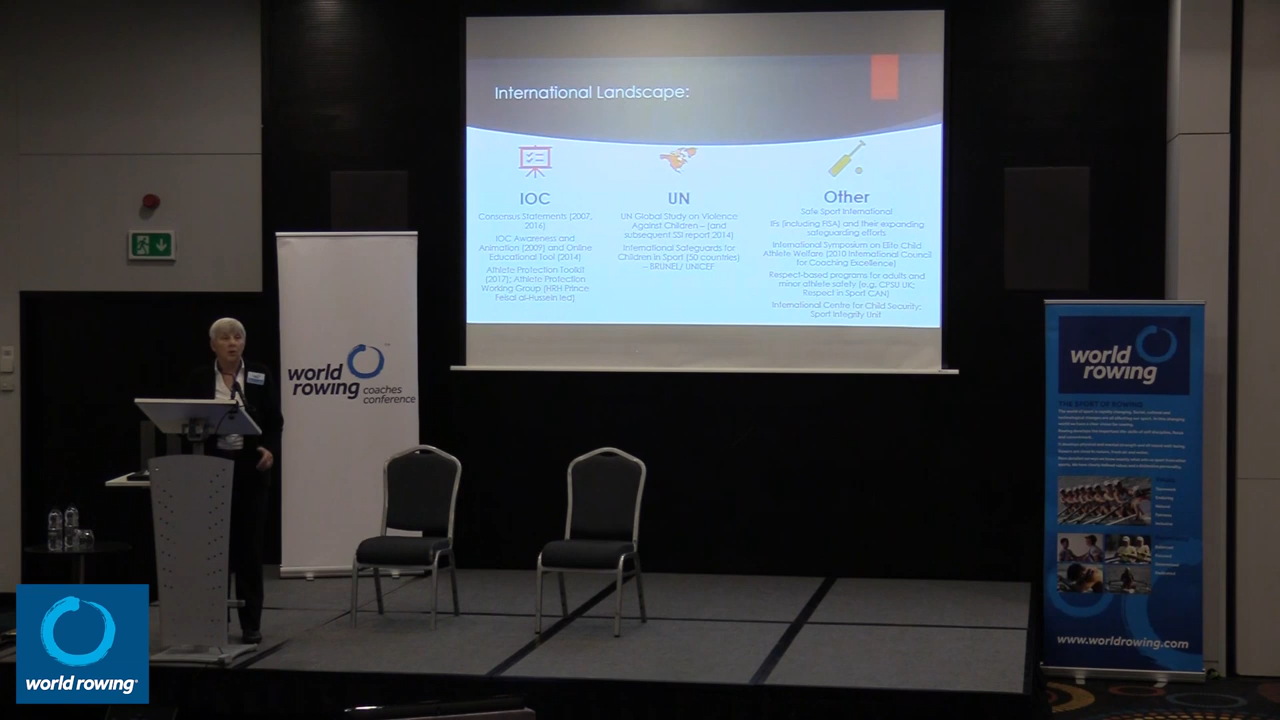 International Landscape:
IOC
Consensus Statements (2007,
2016)
IOC Awareness and
Animation (2009) and Online
Educational Tool (2014)
Athlete Protection Toolkit
(2017); Athlete Protection
Working Group (HRH Prince
Feisal al-Hussein led)
UN
UN Global Study on Violence
Against Children – (and
subsequent SSI report 2014)
International Safeguards for
Children in Sport (50 countries)
– BRUNEL/ UNICEF
Other
Safe Sport International
IFs (including FISA) and their expanding
safeguarding efforts
International Symposium on Elite Child
Athlete Welfare (2010 International Council
for Coaching Excellence)
Respect-based programs for adults and
minor athlete safety (e.g. CPSU UK;
Respect in Sport CAN)
International Centre for Child Security;
Sport Integrity Unit
world
rowing
coaches
conference
world
rowing
THE SPORT OF ROWING
www.worldrowing.com
world rowing